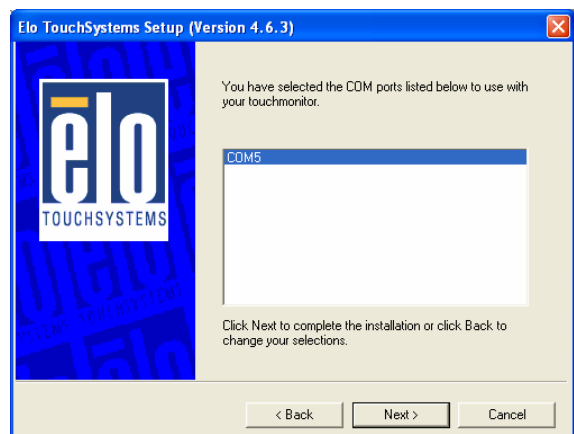 Elo TouchSystems Setup (Version 4.6.3)
You have selected the COM ports listed below to use with
your touchmonitor.
ēlo
TOUCHSYSTEMS
COM5
Click Next to complete the installation or click Back to
change your selections.
< Back
Next >
Cancel